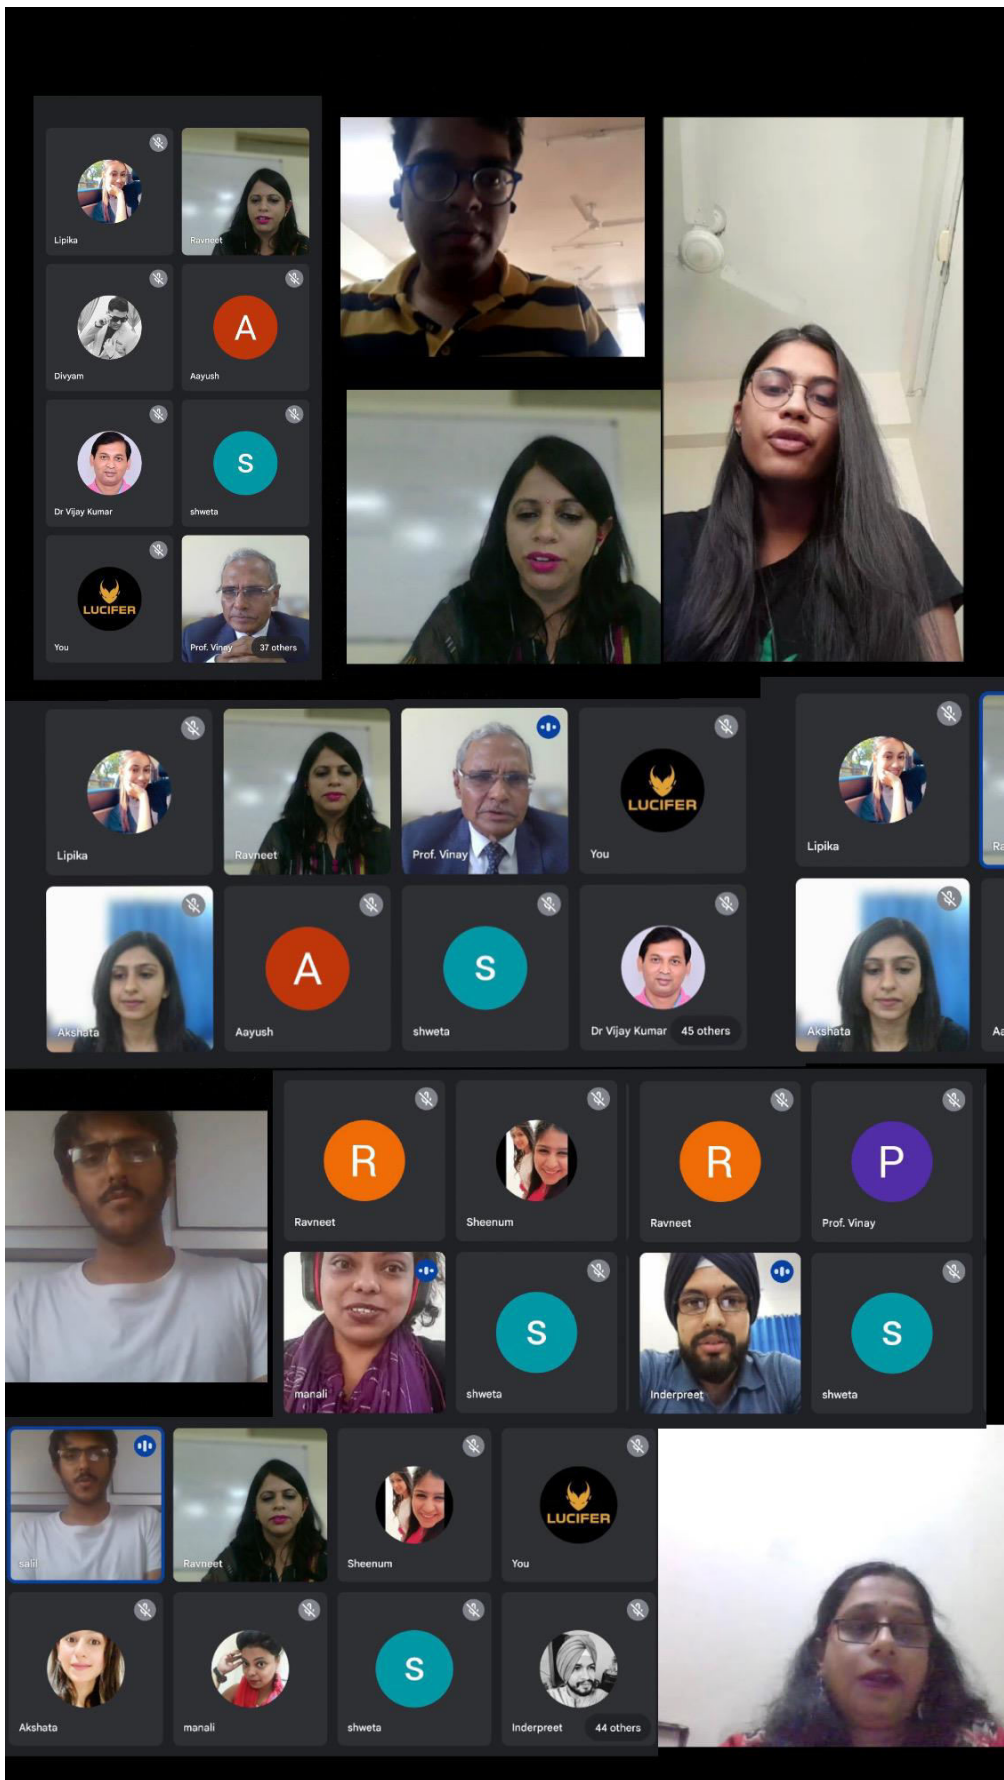 Lipika
Ravneet
Divyam
A
Aayush
Dr Vijay Kumar
S
shweta
LUCIFER
You
Prof. Vinay
37 others
Lipika
Ravneet
Prof. Vinay
LUCIFER
You
Lipika
Ra
Akshata
A
Aayush
S
shweta
Dr Vijay Kumar
45 others
Akshata
Aa
R
Ravneet
Sheenum
R
Ravneet
P
Prof. Vinay
manali
S
shweta
Inderpreet
S
shweta
salil
Ravneet
Sheenum
LUCIFER
You
Akshata
manali
S
shweta
Inderpreet
44 others